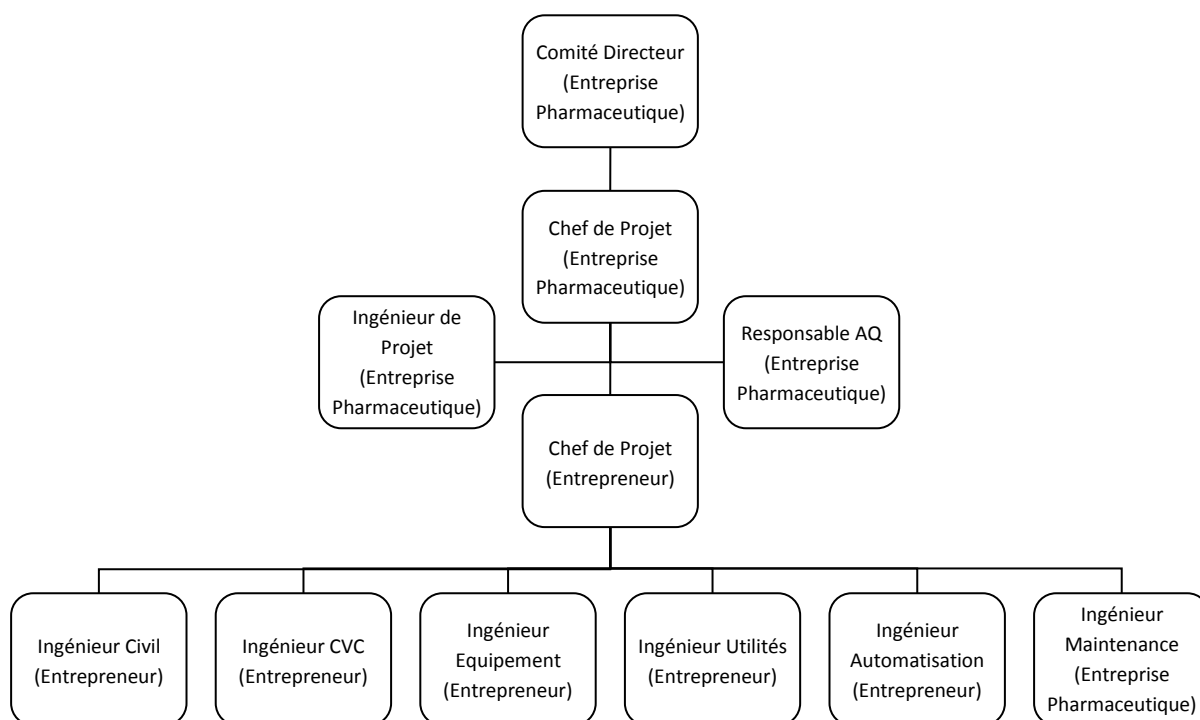 Comité Directeur
(Entreprise
Pharmaceutique)
Chef de Projet
(Entreprise
Pharmaceutique)
Ingénieur de
Projet
(Entreprise
Pharmaceutique)
Responsable AQ
(Entreprise
Pharmaceutique)
Chef de Projet
(Entrepreneur)
Ingénieur Civil
(Entrepreneur)
Ingénieur CVC
(Entrepreneur)
Ingénieur
Equipement
(Entrepreneur)
Ingénieur Utilités
(Entrepreneur)
Ingénieur
Automatisation
(Entrepreneur)
Ingénieur
Maintenance
(Entreprise
Pharmaceutique)